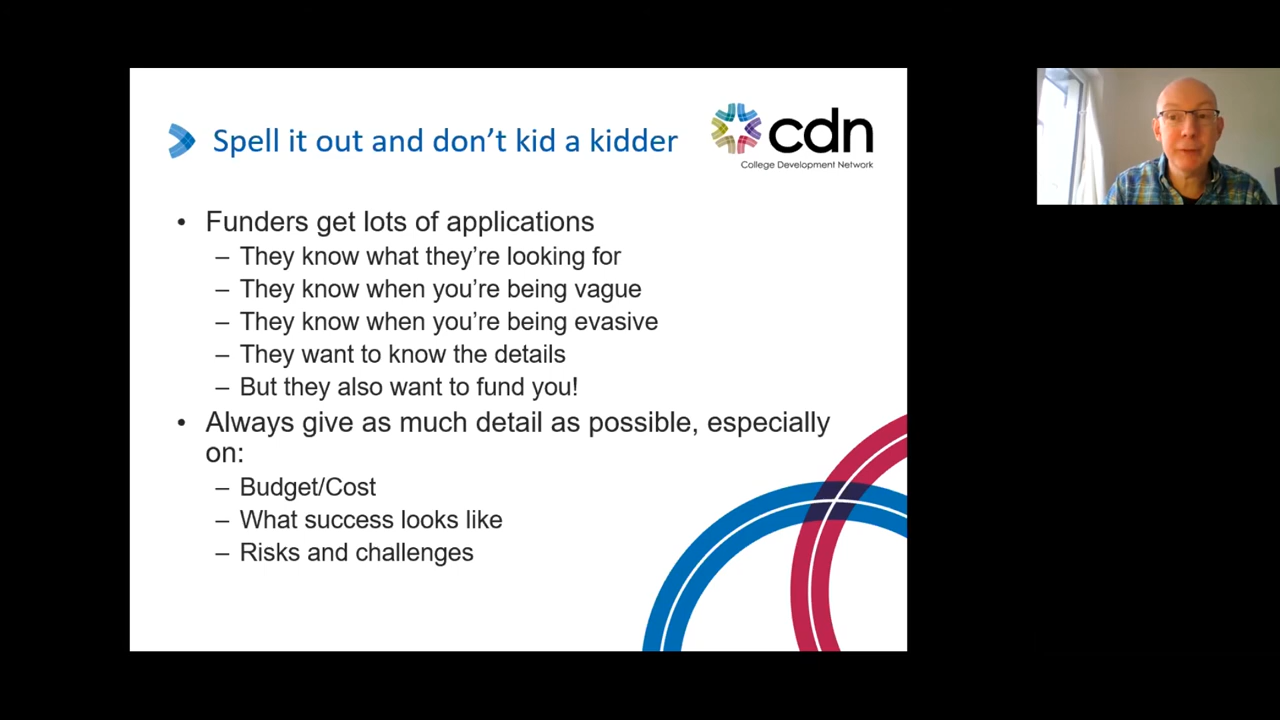 Spell it out and don't kid a kidder
cdn
College Development Network
• Funders get lots of applications
– They know what they're looking for
– They know when you're being vague
– They know when you're being evasive
– They want to know the details
– But they also want to fund you!
• Always give as much detail as possible, especially
on:
– Budget/Cost
– What success looks like
– Risks and challenges